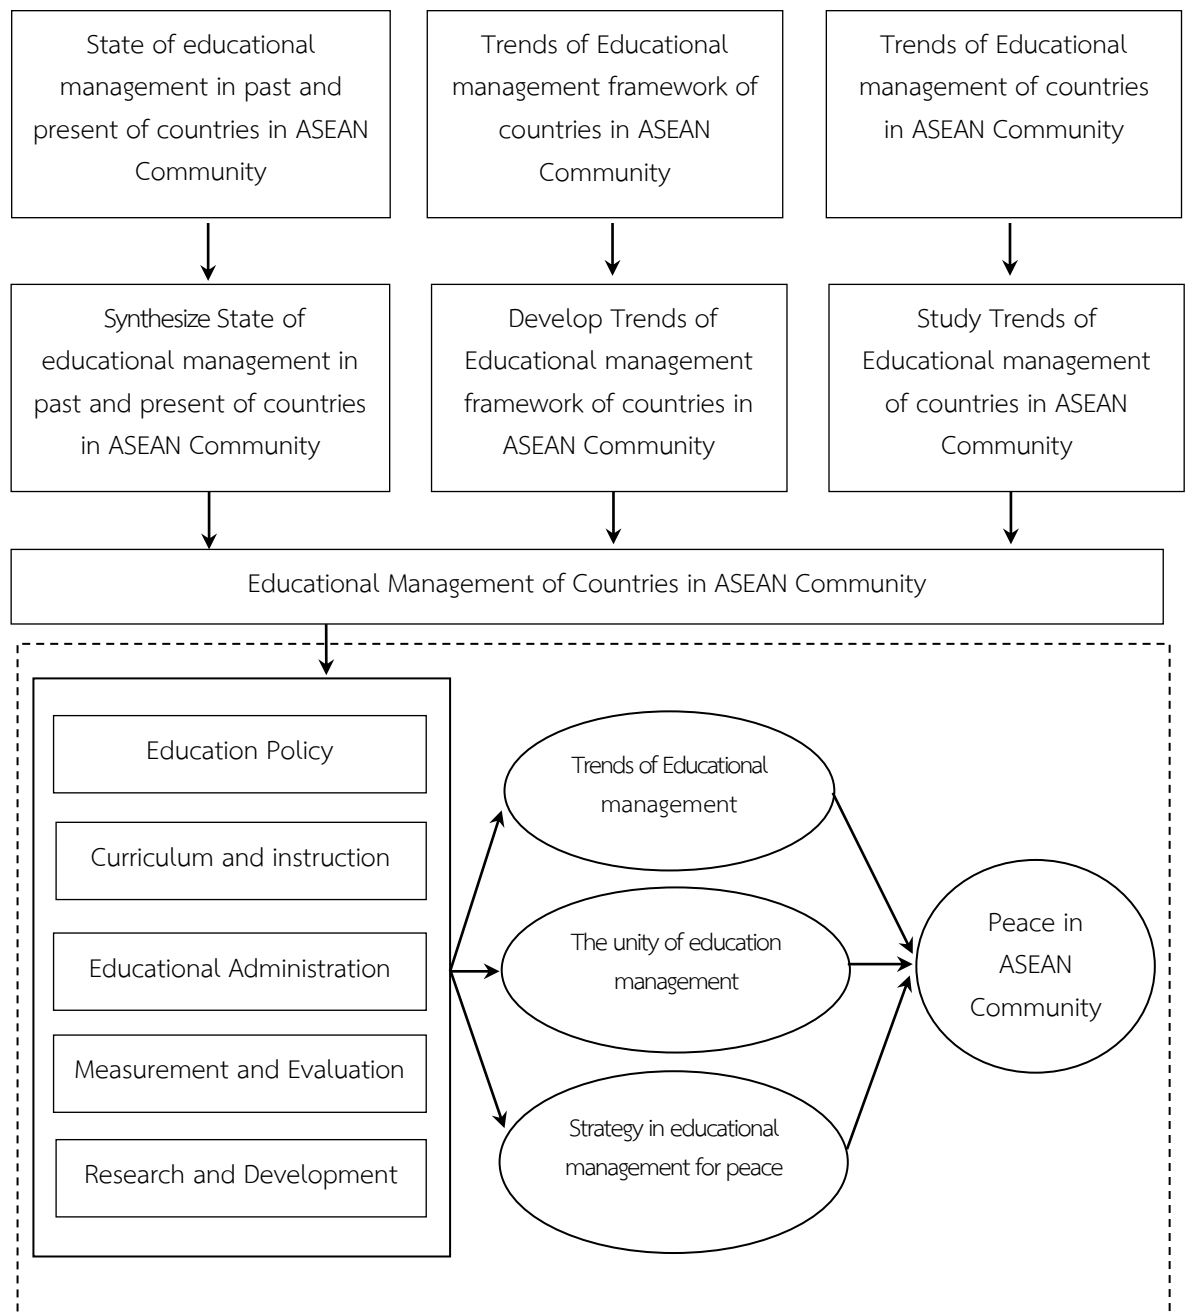 State of educational
management in past and
present of countries in ASEAN
Community
Trends of Educational
management framework of
countries in ASEAN
Community
Trends of Educational
management of countries
in ASEAN Community
Synthesize State of
educational management in
past and present of countries
in ASEAN Community
Develop Trends of
Educational management
framework of countries in
ASEAN Community
Study Trends of
Educational management
of countries in ASEAN
Community
Educational Management of Countries in ASEAN Community
Education Policy
Curriculum and instruction
Educational Administration
Measurement and Evaluation
Research and Development
Trends of Educational
management
The unity of education
management
Strategy in educational
management for peace
Peace in
ASEAN
Community